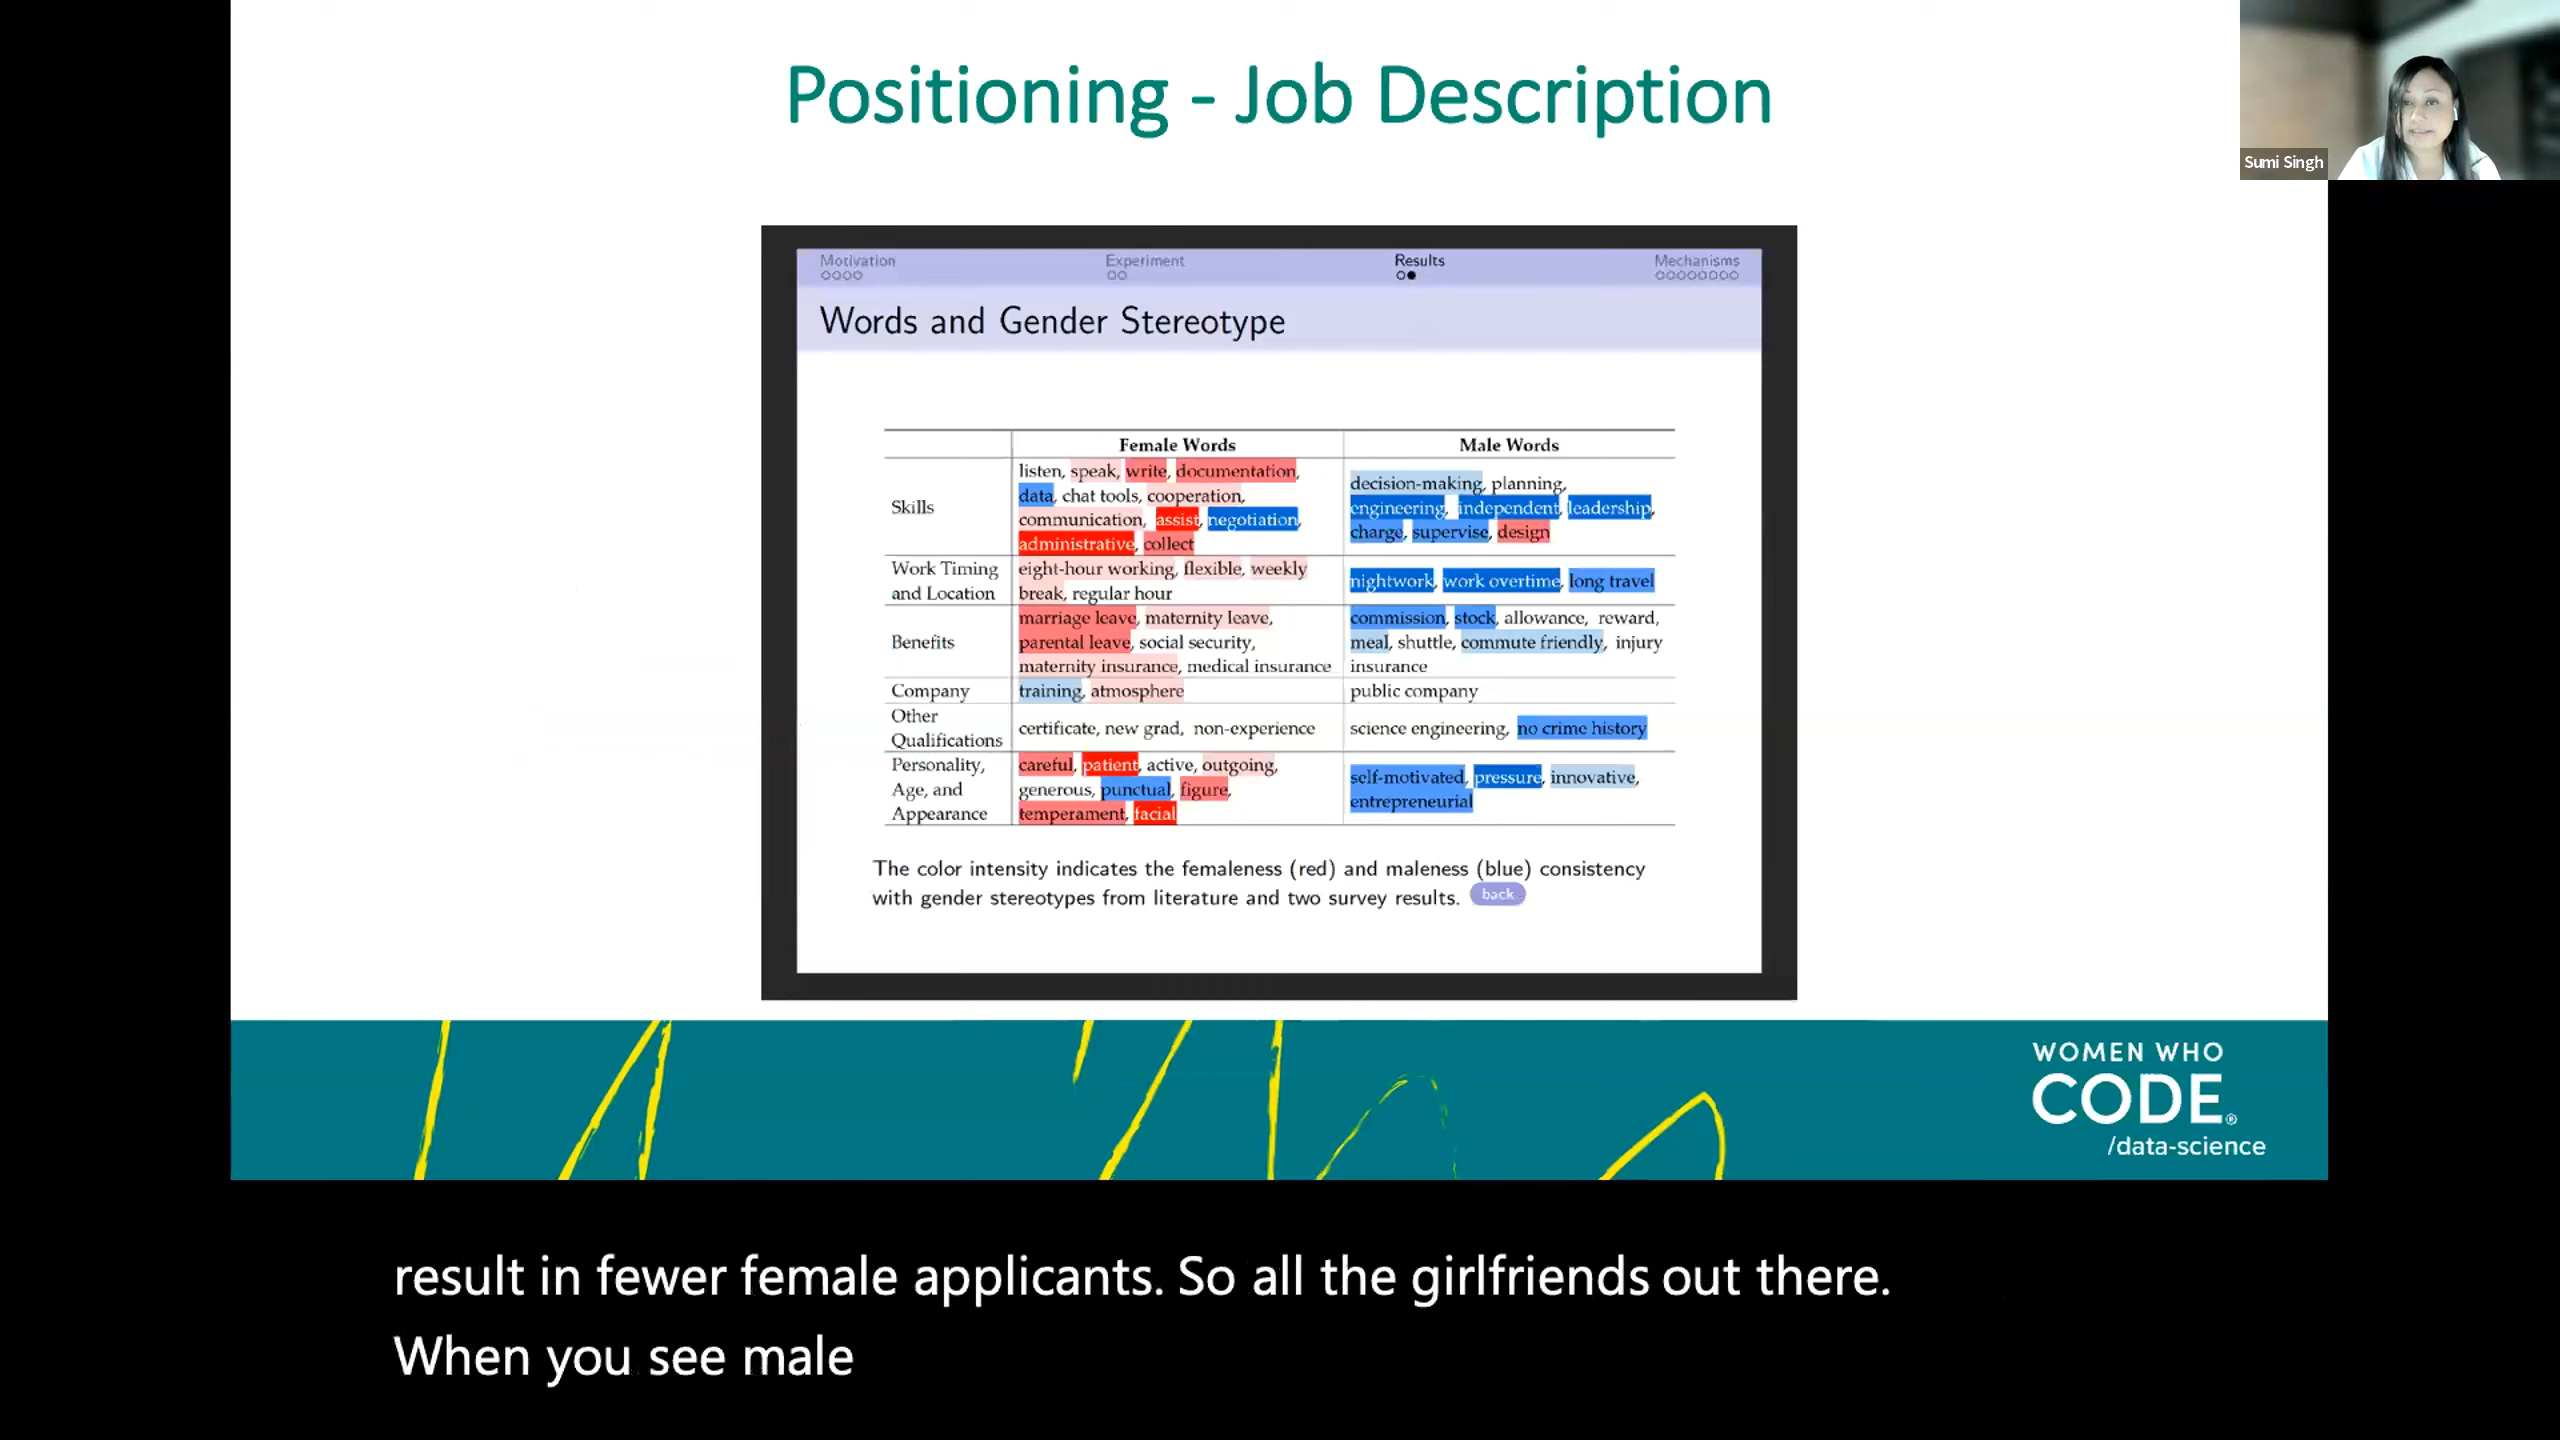 Positioning - Job Description
Sumi Singh
Motivation
Experiment
Results
Mechanisms
Words and Gender Stereotype
Female Words
Male Words
Skills
listen, speak, write, documentation,
data, chat tools, cooperation,
communication, assist, negotiation,
administrative, collect
decision-making, planning,
engineering, independent, leadership,
charge, supervise, design
Work Timing
and Location
eight-hour working, flexible, weekly
break, regular hour
nightwork, work overtime, long travel
Benefits
marriage leave, maternity leave,
parental leave, social security,
maternity insurance, medical insurance
commission, stock, allowance, reward,
meal, shuttle, commute friendly, injury
insurance
Company
training, atmosphere
public company
Other
Qualifications
certificate, new grad, non-experience
science engineering, no crime history
Personality,
Age, and
Appearance
careful, patient, active, outgoing,
generous, punctual, figure,
temperament, facial
self-motivated, pressure, innovative,
entrepreneurial
The color intensity indicates the femaleness (red) and maleness (blue) consistency
with gender stereotypes from literature and two survey results. back
WOMEN WHO
CODE®
/data-science
result in fewer female applicants. So all the girlfriends out there.
When you see male